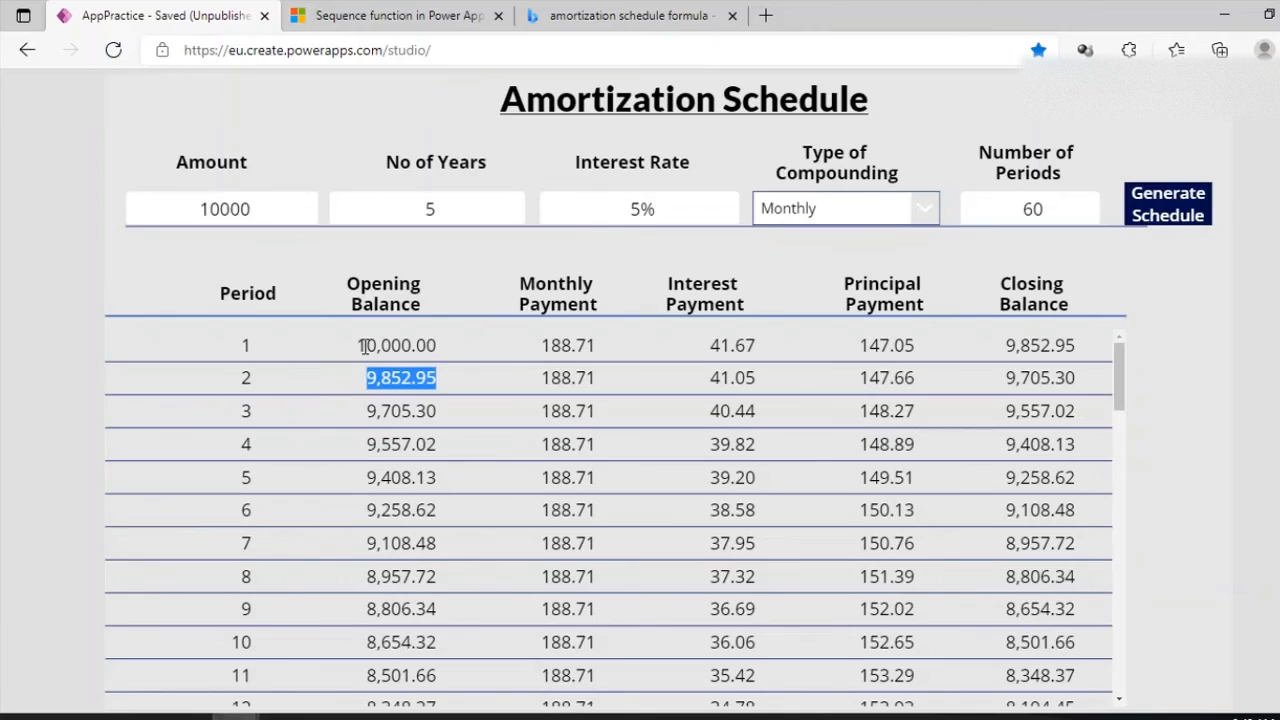 AppPractice - Saved (Unpublishe
Sequence function in Power App
amortization schedule formula -
https://eu.create.powerapps.com/studio/
Amortization Schedule
Amount No of Years Interest Rate Type of Compounding Number of Periods
10000 5 5% Monthly 60 Generate Schedule
Period Opening Balance Monthly Payment Interest Payment Principal Payment Closing Balance
1 10,000.00 188.71 41.67 147.05 9,852.95
2 9,852.95 188.71 41.05 147.66 9,705.30
3 9,705.30 188.71 40.44 148.27 9,557.02
4 9,557.02 188.71 39.82 148.89 9,408.13
5 9,408.13 188.71 39.20 149.51 9,258.62
6 9,258.62 188.71 38.58 150.13 9,108.48
7 9,108.48 188.71 37.95 150.76 8,957.72
8 8,957.72 188.71 37.32 151.39 8,806.34
9 8,806.34 188.71 36.69 152.02 8,654.32
10 8,654.32 188.71 36.06 152.65 8,501.66
11 8,501.66 188.71 35.42 153.29 8,348.37